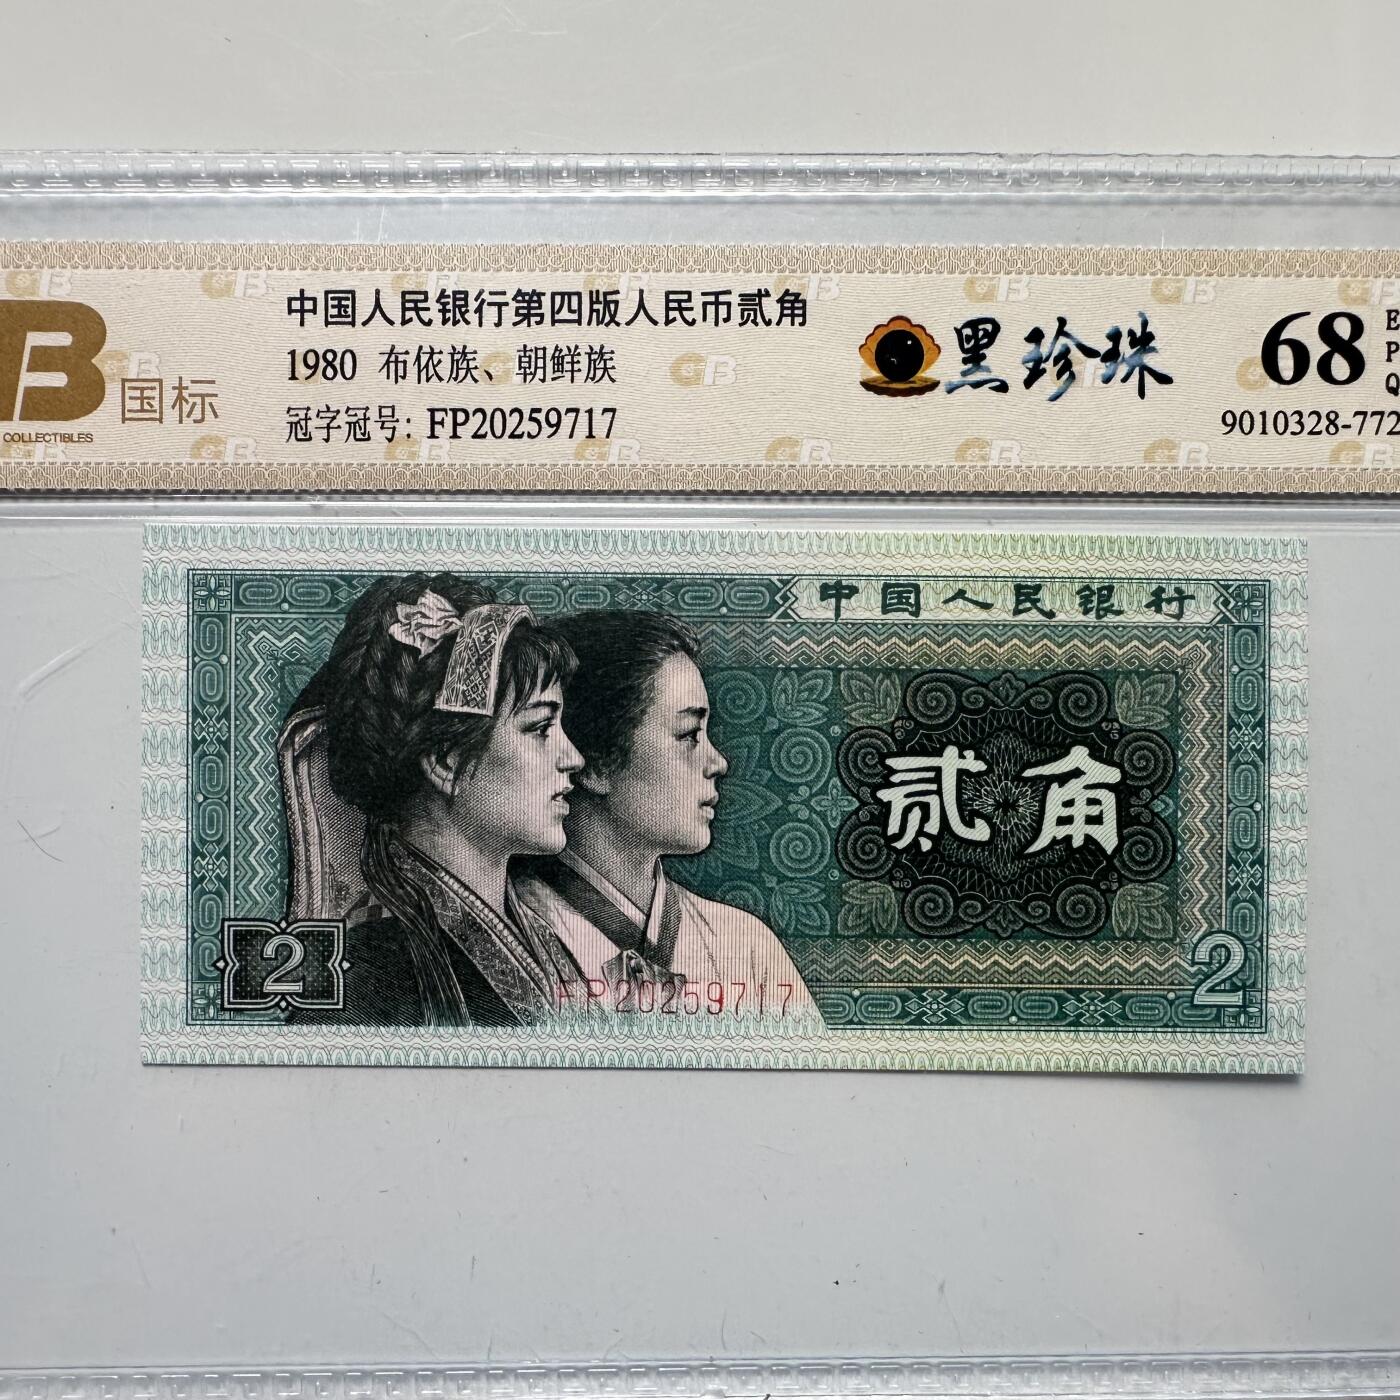 中国人民银行第四版人民币贰角
1980 布依族、朝鲜族
冠字冠号: FP20259717
B
国标
COLLECTIBLES
黑珍珠
68
E
P
Q
9010328-772
中国人民银行
贰角
2
2
FP20259717